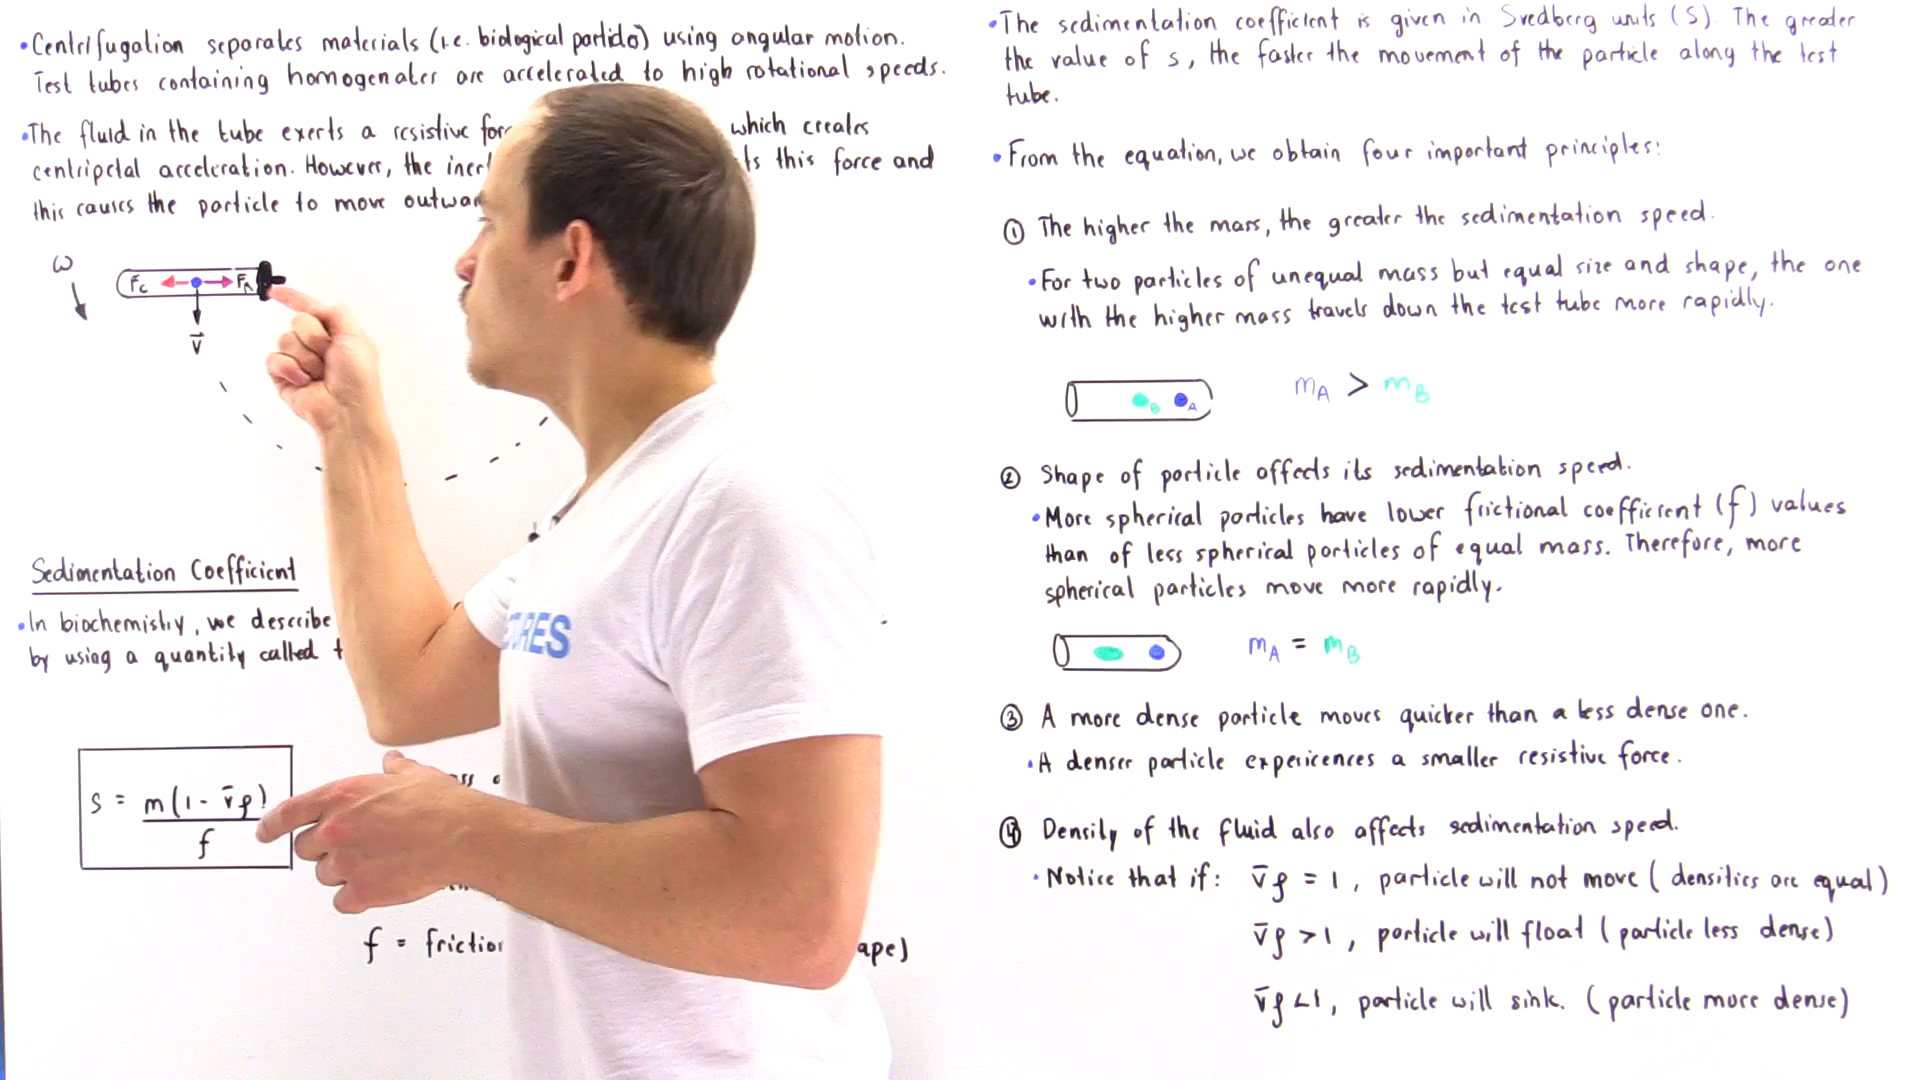 •Centrifugation separates materials (i.e. biological particles) using angular motion.
Test tubes containing homogenates are accelerated to high rotational speeds.
•The fluid in the tube exerts a resistive which creates
centripetal acceleration. However, the this force and
this causes the particle to move
ω
Fc
v⃗
Sedimentation Coefficient
•In biochemistry, we describe
by using a quantity called
s = m(1 - v̄ρ)
f
f = friction
URES
•The sedimentation coefficient is given in Svedberg units (S). The greater
the value of s, the faster the movement of the particle along the test
tube.
•From the equation, we obtain four important principles:
① The higher the mass, the greater the sedimentation speed.
•For two particles of unequal mass but equal size and shape, the one
with the higher mass travels down the test tube more rapidly.
B A mA > mB
② Shape of particle affects its sedimentation speed.
•More spherical particles have lower frictional coefficient (f) values
than of less spherical particles of equal mass. Therefore, more
spherical particles move more rapidly.
mA = mB
③ A more dense particle moves quicker than a less dense one.
•A denser particle experiences a smaller resistive force.
④ Density of the fluid also affects sedimentation speed.
•Notice that if: v̄ρ = 1, particle will not move (densities are equal)
v̄ρ > 1, particle will float (particle less dense)
v̄ρ < 1, particle will sink. (particle more dense)